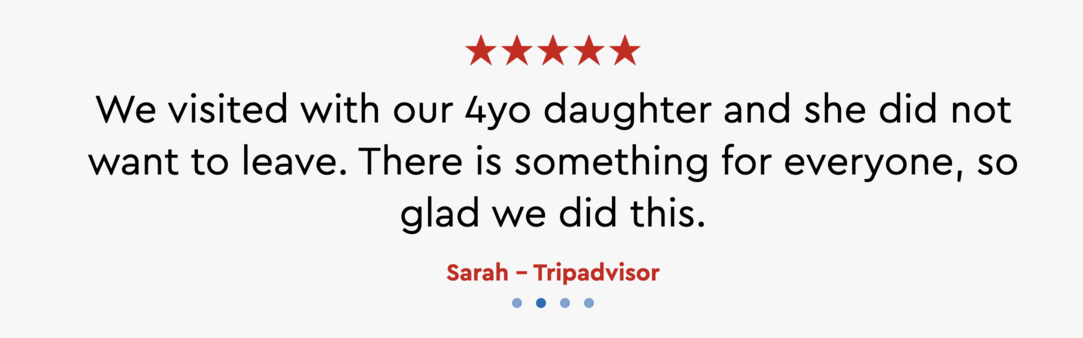 We visited with our 4yo daughter and she did not
want to leave. There is something for everyone, so
glad we did this.
Sarah – Tripadvisor